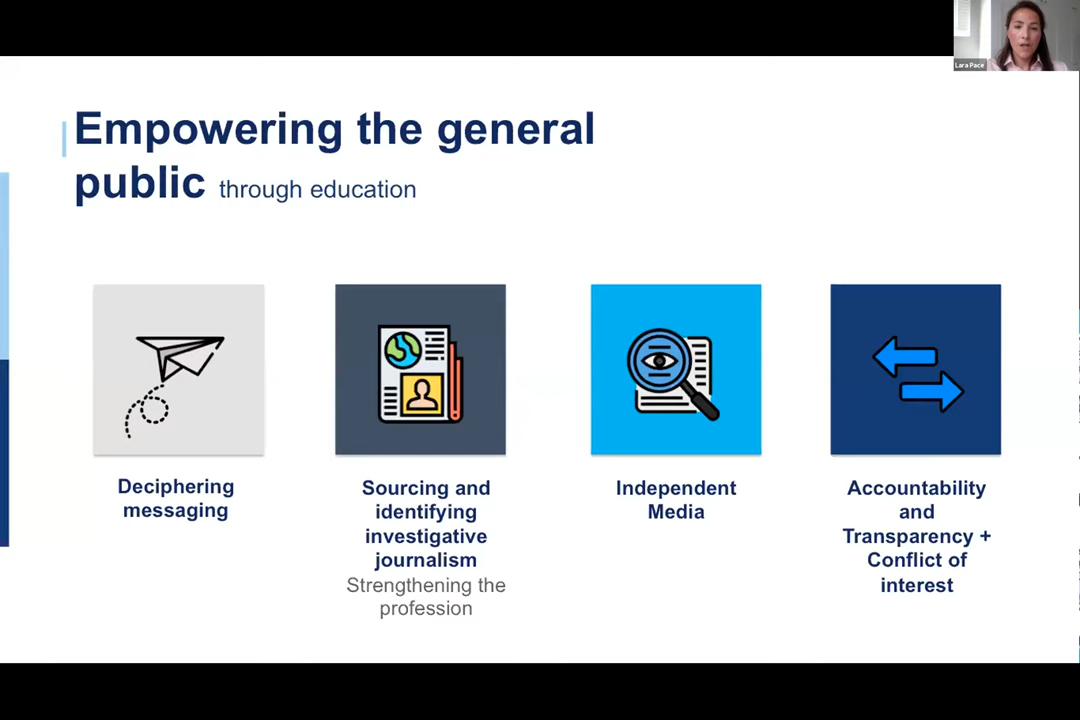 Lara Pace
Empowering the general
public through education
Deciphering
messaging
Sourcing and
identifying
investigative
journalism
Strengthening the
profession
Independent
Media
Accountability
and
Transparency +
Conflict of
interest